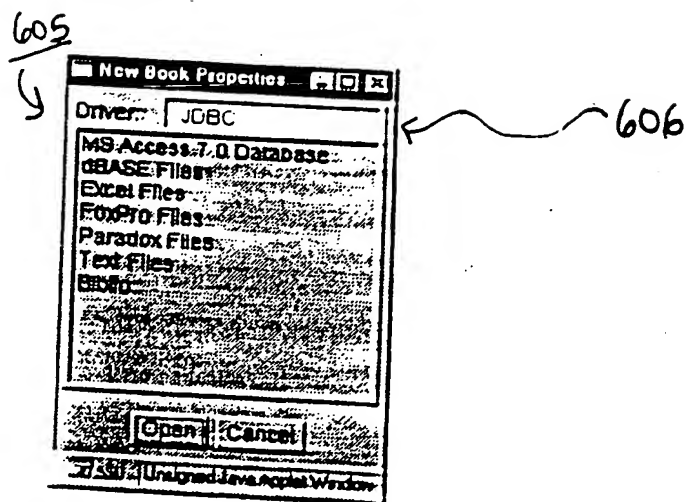 605
New Book Properties
Driver: JDBC
606
MS Access 7.0 Database
dBASE Files
Excel Files
FoxPro Files
Paradox Files
Text Files
Biblio
Open Cancel
Unsigned Java Applet Window